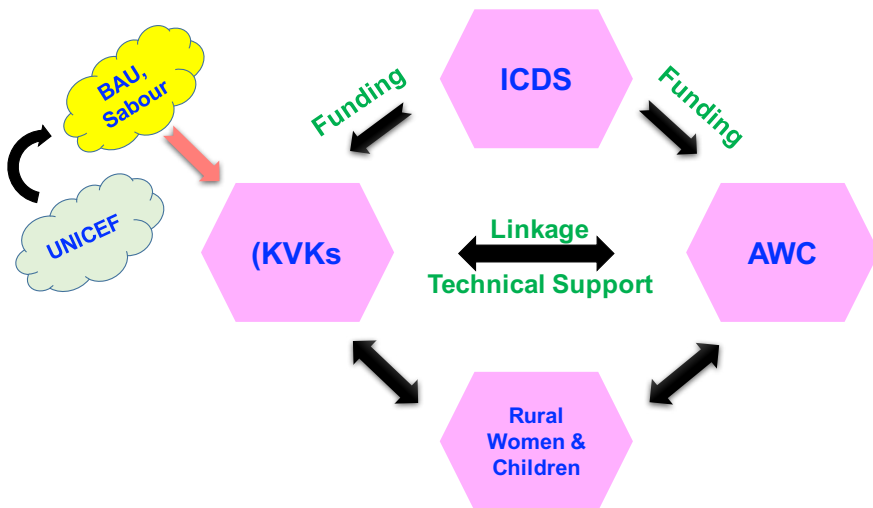 BAU,
Sabour
UNICEF
ICDS
Funding
Funding
(KVKs
Linkage
Technical Support
AWC
Rural
Women &
Children